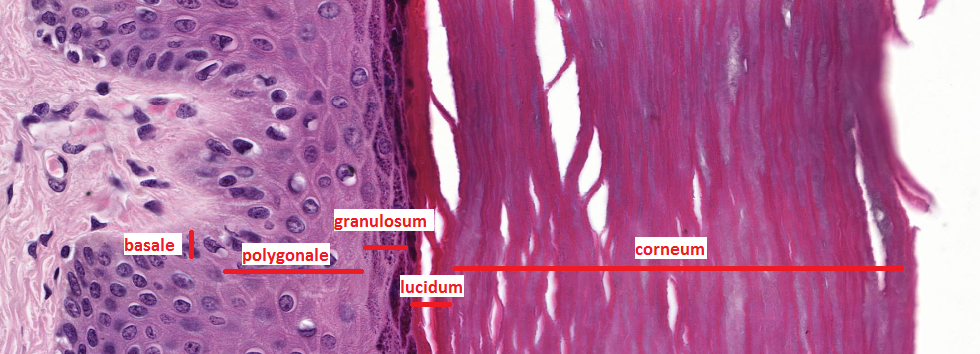 granulosum
basale
polygonale
corneum
lucidum